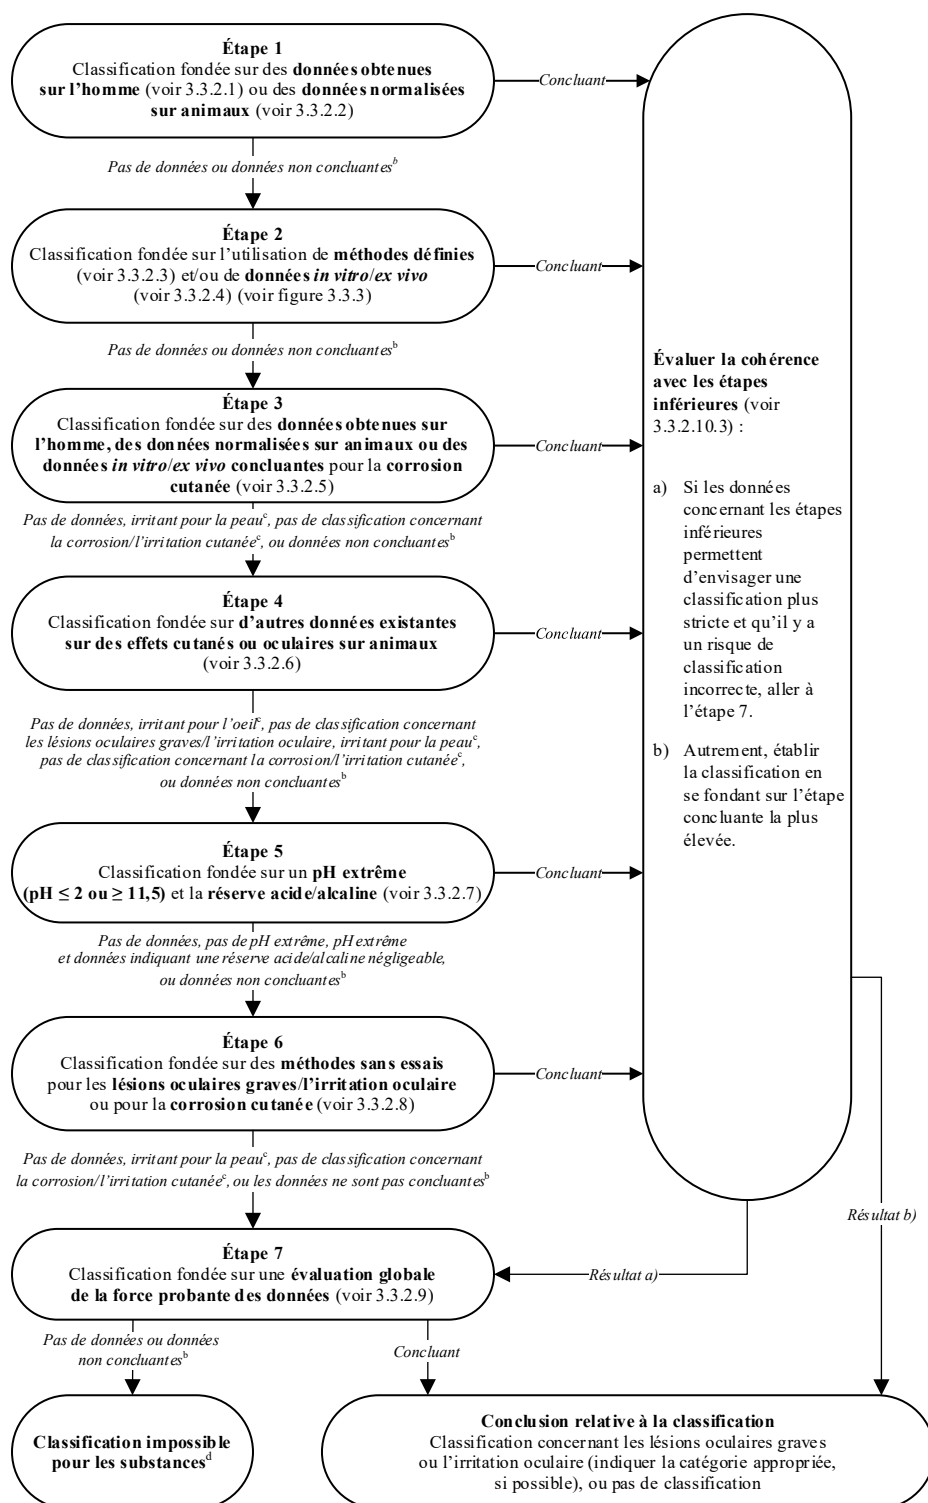 Étape 1
Classification fondée sur des données obtenues
sur l'homme (voir 3.3.2.1) ou des données normalisées
sur animaux (voir 3.3.2.2)
Concluant
Pas de données ou données non concluantesᵇ
Étape 2
Classification fondée sur l'utilisation de méthodes définies
(voir 3.3.2.3) et/ou de données in vitro/ex vivo
(voir 3.3.2.4) (voir figure 3.3.3)
Concluant
Pas de données ou données non concluantesᵇ
Étape 3
Classification fondée sur des données obtenues sur
l'homme, des données normalisées sur animaux ou des
données in vitro/ex vivo concluantes pour la corrosion
cutanée (voir 3.3.2.5)
Concluant
Pas de données, irritant pour la peauᶜ, pas de classification concernant
la corrosion/l'irritation cutanéeᶜ, ou données non concluantesᵇ
Étape 4
Classification fondée sur d'autres données existantes
sur des effets cutanés ou oculaires sur animaux
(voir 3.3.2.6)
Concluant
Pas de données, irritant pour l'oeilᶜ, pas de classification concernant
les lésions oculaires graves/l'irritation oculaire, irritant pour la peauᶜ,
pas de classification concernant la corrosion/l'irritation cutanéeᶜ,
ou données non concluantesᵇ
Étape 5
Classification fondée sur un pH extrême
(pH ≤ 2 ou ≥ 11,5) et la réserve acide/alcaline (voir 3.3.2.7)
Concluant
Pas de données, pas de pH extrême, pH extrême
et données indiquant une réserve acide/alcaline négligeable,
ou données non concluantesᵇ
Étape 6
Classification fondée sur des méthodes sans essais
pour les lésions oculaires graves/l'irritation oculaire
ou pour la corrosion cutanée (voir 3.3.2.8)
Concluant
Pas de données, irritant pour la peauᶜ, pas de classification concernant
la corrosion/l'irritation cutanéeᶜ, ou les données ne sont pas concluantesᵇ
Étape 7
Classification fondée sur une évaluation globale
de la force probante des données (voir 3.3.2.9)
Pas de données ou données
non concluantesᵇ
Concluant
Classification impossible
pour les substancesᵈ
Évaluer la cohérence
avec les étapes
inférieures (voir
3.3.2.10.3) :
a) Si les données
concernant les étapes
inférieures
permettent
d'envisager une
classification plus
stricte et qu'il y a
un risque de
classification
incorrecte, aller à
l'étape 7.
b) Autrement, établir
la classification en
se fondant sur l'étape
concluante la plus
élevée.
Résultat a)
Résultat b)
Conclusion relative à la classification
Classification concernant les lésions oculaires graves
ou l'irritation oculaire (indiquer la catégorie appropriée,
si possible), ou pas de classification